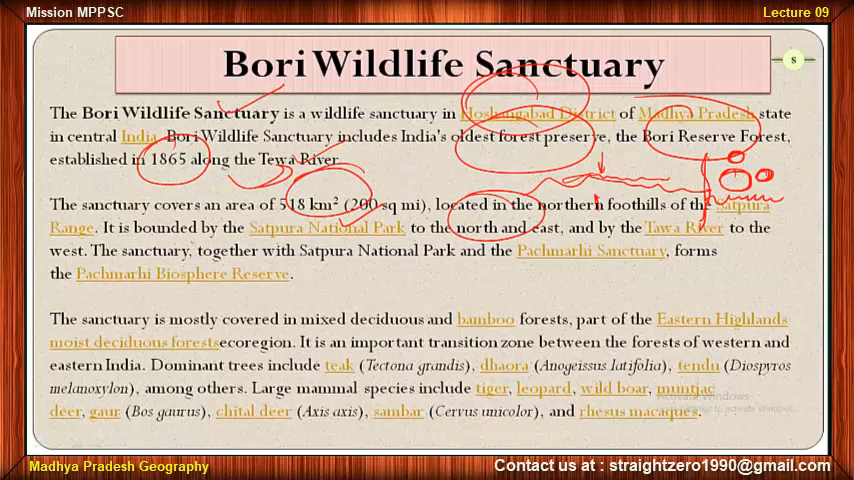 Mission MPPSC
Lecture 09
Bori Wildlife Sanctuary
8
The Bori Wildlife Sanctuary is a wildlife sanctuary in Hoshangabad District of Madhya Pradesh state
in central India. Bori Wildlife Sanctuary includes India's oldest forest preserve, the Bori Reserve Forest,
established in 1865 along the Tewa River.
The sanctuary covers an area of 518 km² (200 sq mi), located in the northern foothills of the Satpura
Range. It is bounded by the Satpura National Park to the north and east, and by the Tawa River to the
west. The sanctuary, together with Satpura National Park and the Pachmarhi Sanctuary, forms
the Pachmarhi Biosphere Reserve.
The sanctuary is mostly covered in mixed deciduous and bamboo forests, part of the Eastern Highlands
moist deciduous forestsecoregion. It is an important transition zone between the forests of western and
eastern India. Dominant trees include teak (Tectona grandis), dhaora (Anogeissus latifolia), tendu (Diospyros
melanoxylon), among others. Large mammal species include tiger, leopard, wild boar, muntjac
deer, gaur (Bos gaurus), chital deer (Axis axis), sambar (Cervus unicolor), and rhesus macaques.
Activate Windows
to activate Windows.
Madhya Pradesh Geography
Contact us at : straightzero1990@gmail.com